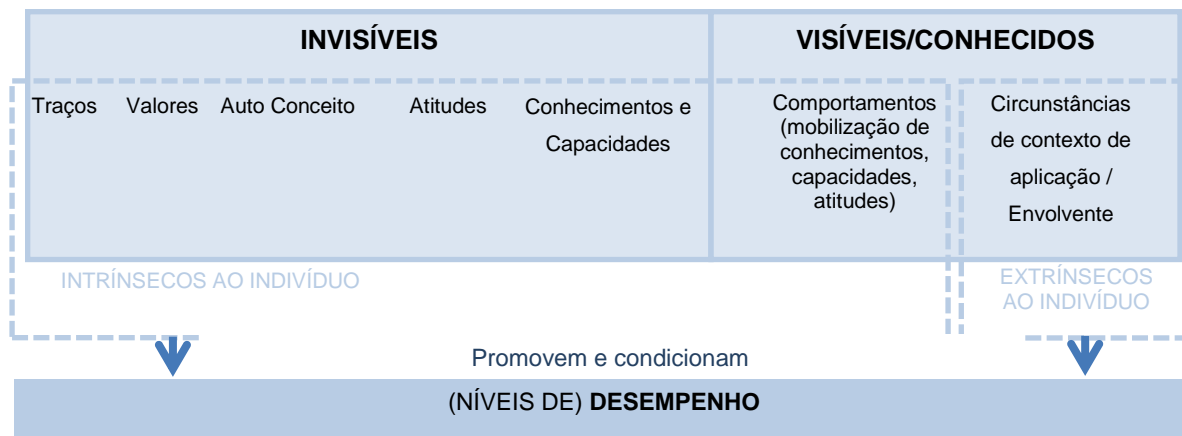 INVISÍVEIS
VISÍVEIS/CONHECIDOS
Traços
Valores
Auto Conceito
Atitudes
Conhecimentos e
Capacidades
Comportamentos
(mobilização de
conhecimentos,
capacidades,
atitudes)
Circunstâncias
de contexto de
aplicação /
Envolvente
INTRÍNSECOS AO INDIVÍDUO
EXTRÍNSECOS
AO INDIVÍDUO
Promovem e condicionam
(NÍVEIS DE) DESEMPENHO